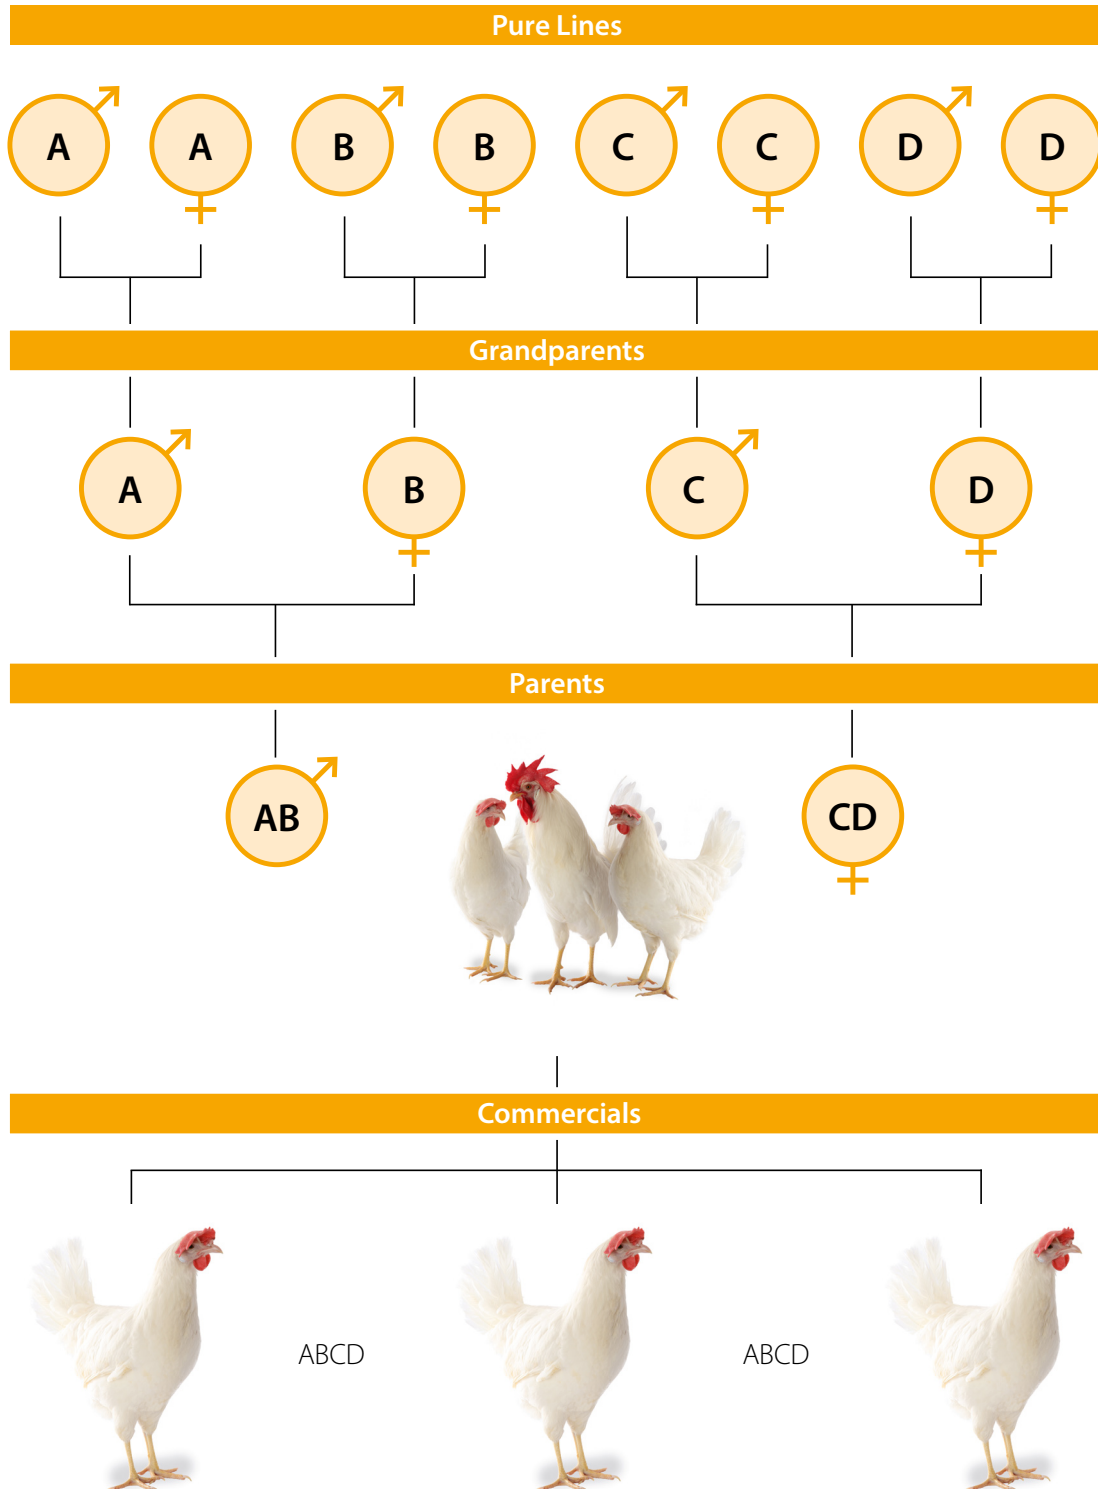 Pure Lines
A A B B C C D D
Grandparents
A B C D
Parents
AB CD
Commercials
ABCD ABCD